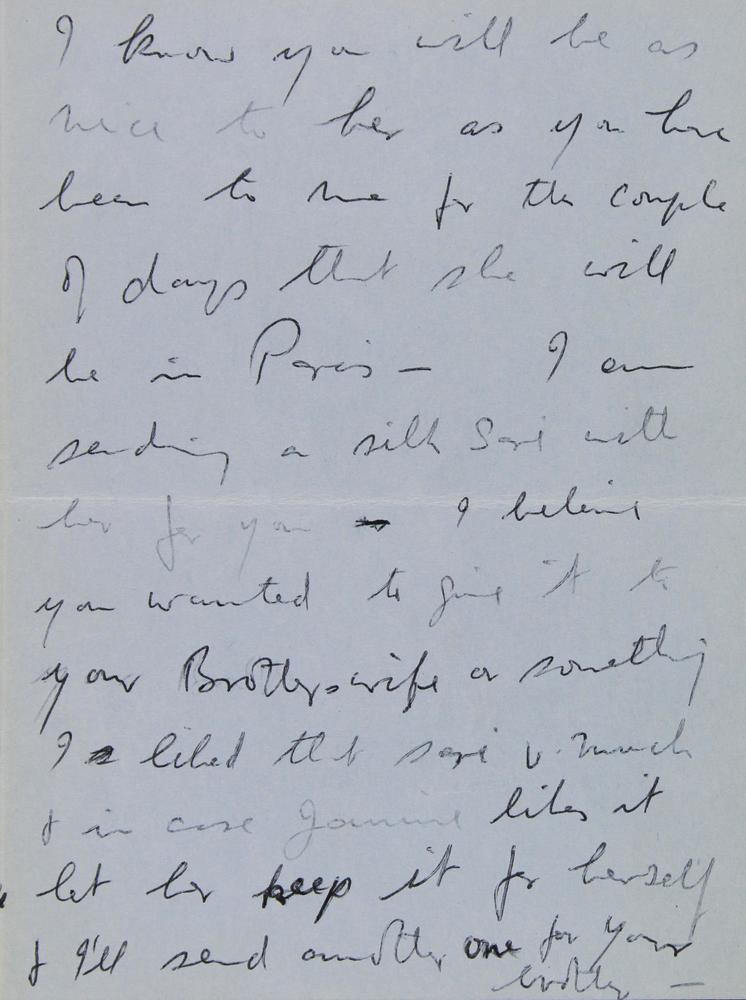 I know you will be as
nice to her as you have
been to me for the couple
of days that she will
be in Paris — I am
sending a silk Sari with
her for you I believe
you wanted to give it to
your Brothers wife or something
I liked that sari v. much
& in case Jannine likes it
let her keep it for herself
& I'll send another one for your
brother —